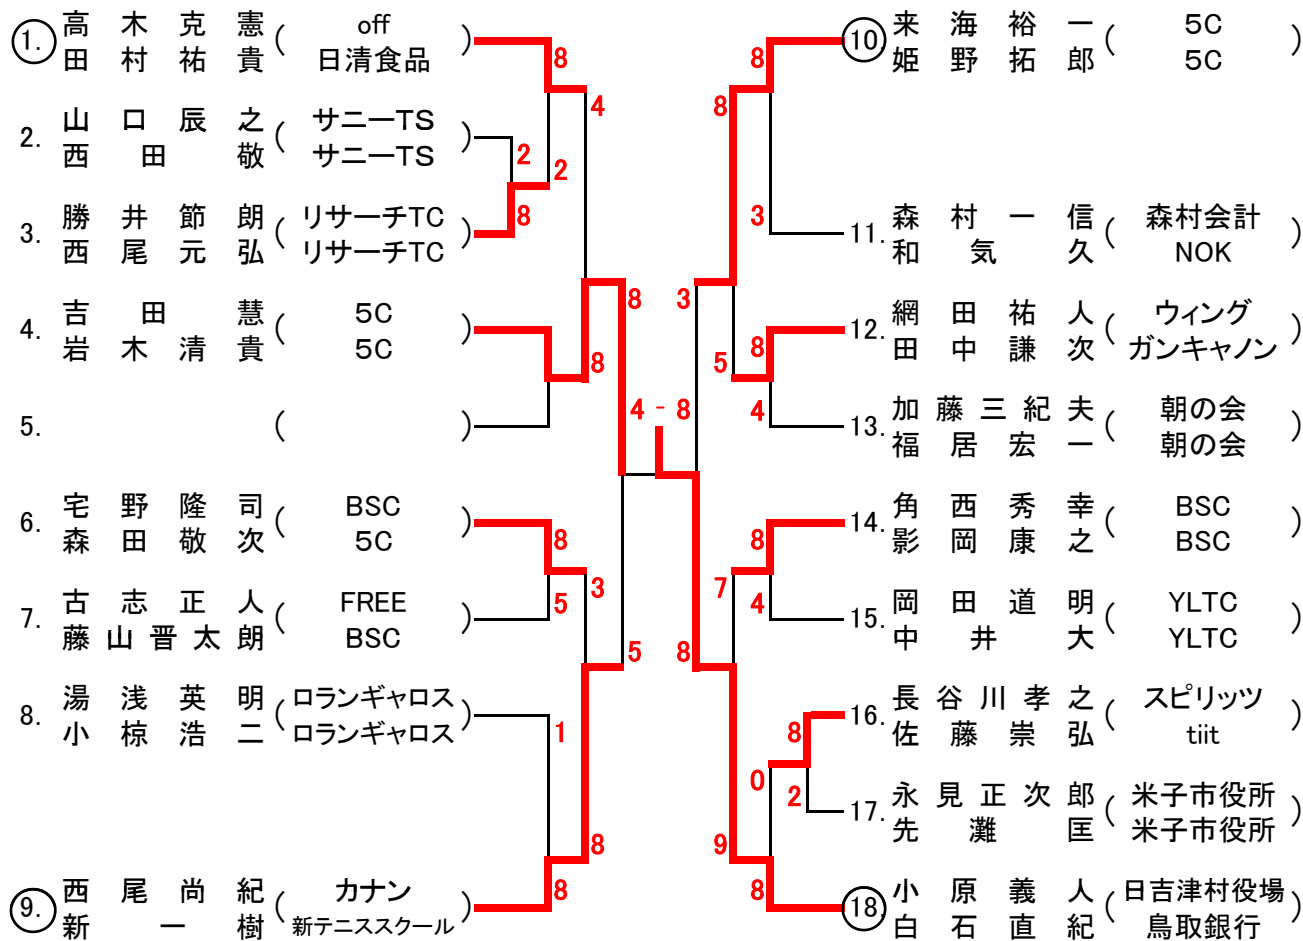 1. 高木克憲 ( off )
田村祐貴 日清食品
2. 山口辰之 ( サニーTS )
西田敬 サニーTS
3. 勝井節朗 ( リサーチTC )
西尾元弘 リサーチTC
4. 吉田慧 ( 5C )
岩木清貴 5C
5. ( )
6. 宅野隆司 ( BSC )
森田敬次 5C
7. 古志正人 ( FREE )
藤山晋太朗 BSC
8. 湯浅英明 ( ロランギャロス )
小椋浩二 ロランギャロス
9. 西尾尚紀 ( カナン )
新一樹 新テニススクール
8
4
2
2
8
8
8
8
3
5
5
1
8
8
4 - 8
10 来海裕一 ( 5C )
姫野拓郎 5C
11. 森村一信 ( 森村会計 )
和気久 NOK
12. 網田祐人 ( ウィング )
田中謙次 ガンキャノン
13. 加藤三紀夫 ( 朝の会 )
福居宏一 朝の会
14. 角西秀幸 ( BSC )
影岡康之 BSC
15. 岡田道明 ( YLTC )
中井大 YLTC
16. 長谷川孝之 ( スピリッツ )
佐藤崇弘 tiit
17. 永見正次郎 ( 米子市役所 )
先灘匡 米子市役所
18. 小原義人 ( 日吉津村役場 )
白石直紀 鳥取銀行
8
8
3
3
8
5
4
8
7
4
8
8
0
2
9
8